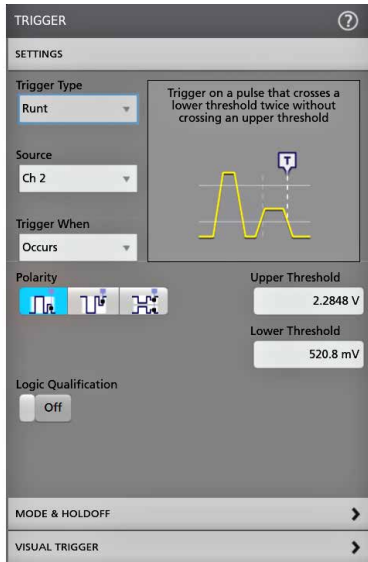 TRIGGER
?
SETTINGS
Trigger Type
Runt
Trigger on a pulse that crosses a
lower threshold twice without
crossing an upper threshold
T
Source
Ch 2
Trigger When
Occurs
Polarity
Upper Threshold
2.2848 V
Lower Threshold
520.8 mV
Logic Qualification
Off
MODE & HOLDOFF
VISUAL TRIGGER